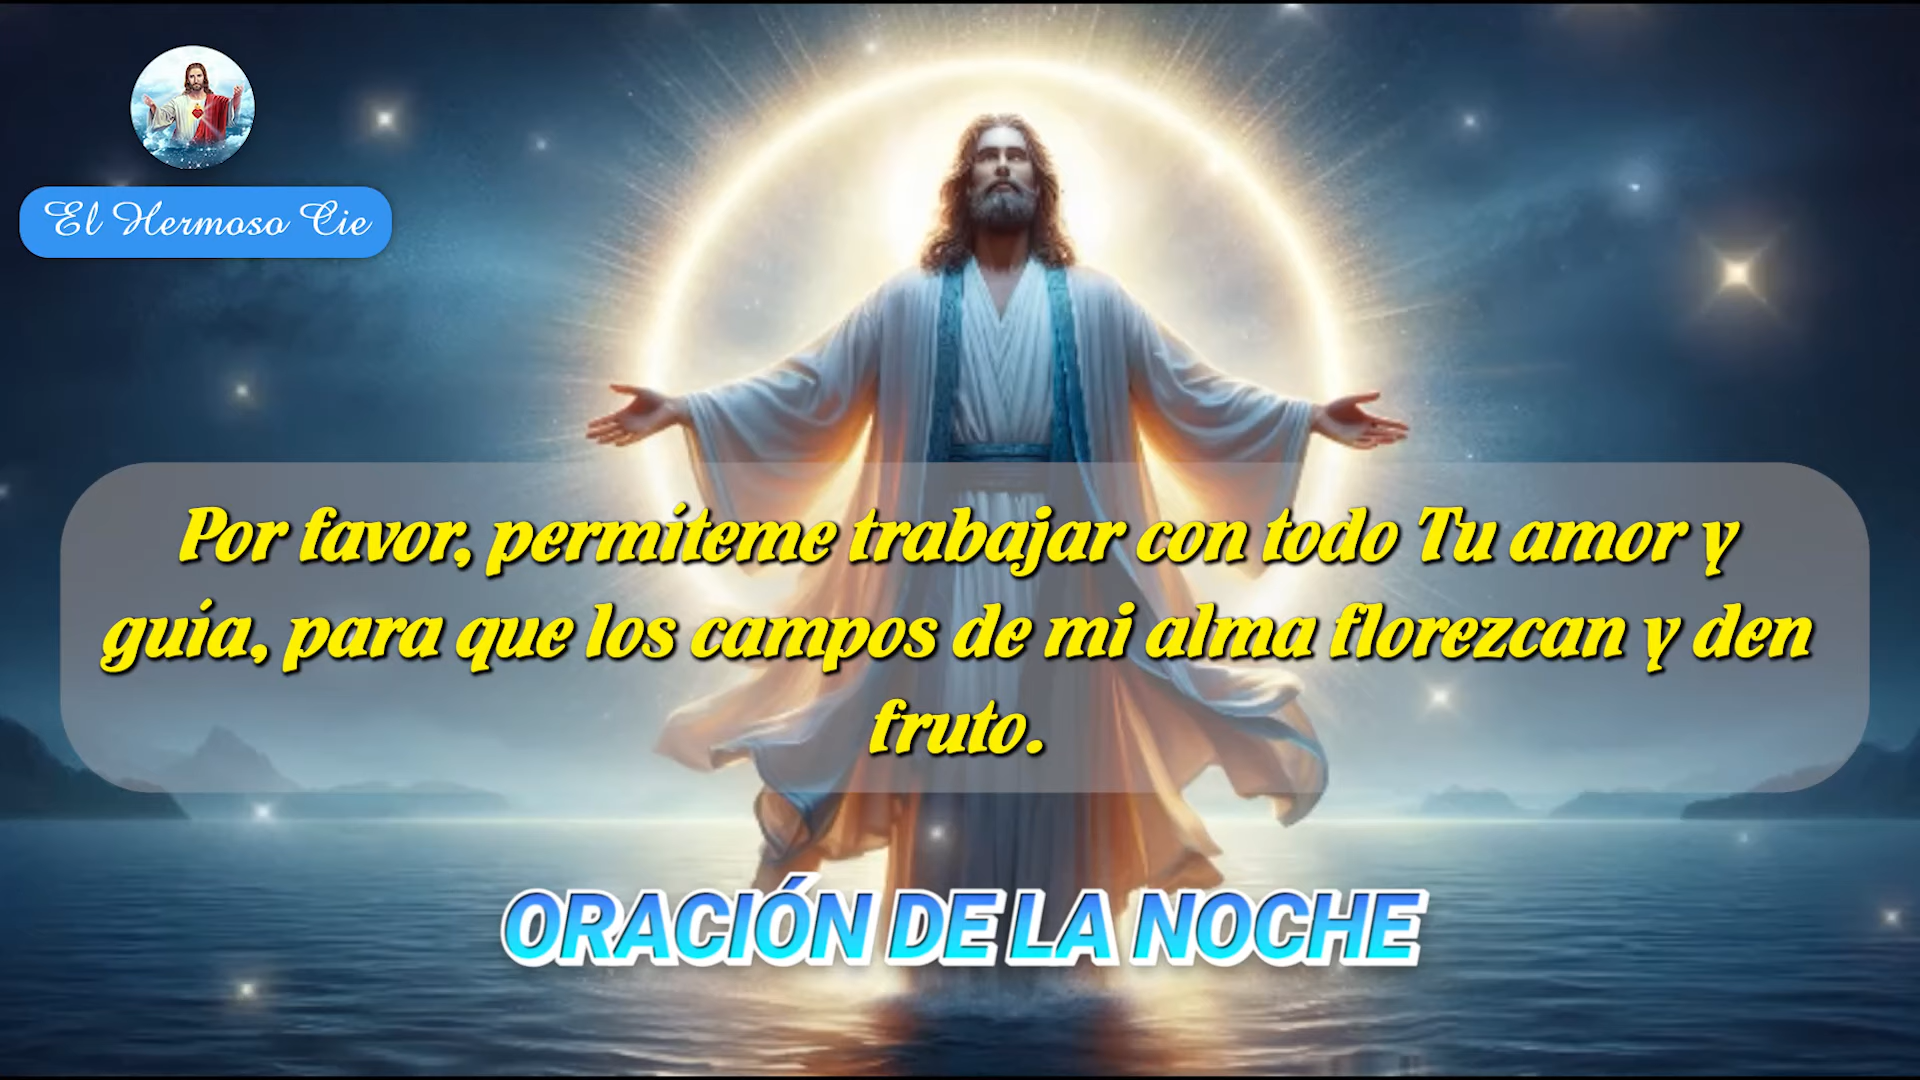 El Hermoso Cie
Por favor, permíteme trabajar con todo Tu amor y
guía, para que los campos de mi alma florezcan y den
fruto.
ORACIÓN DE LA NOCHE